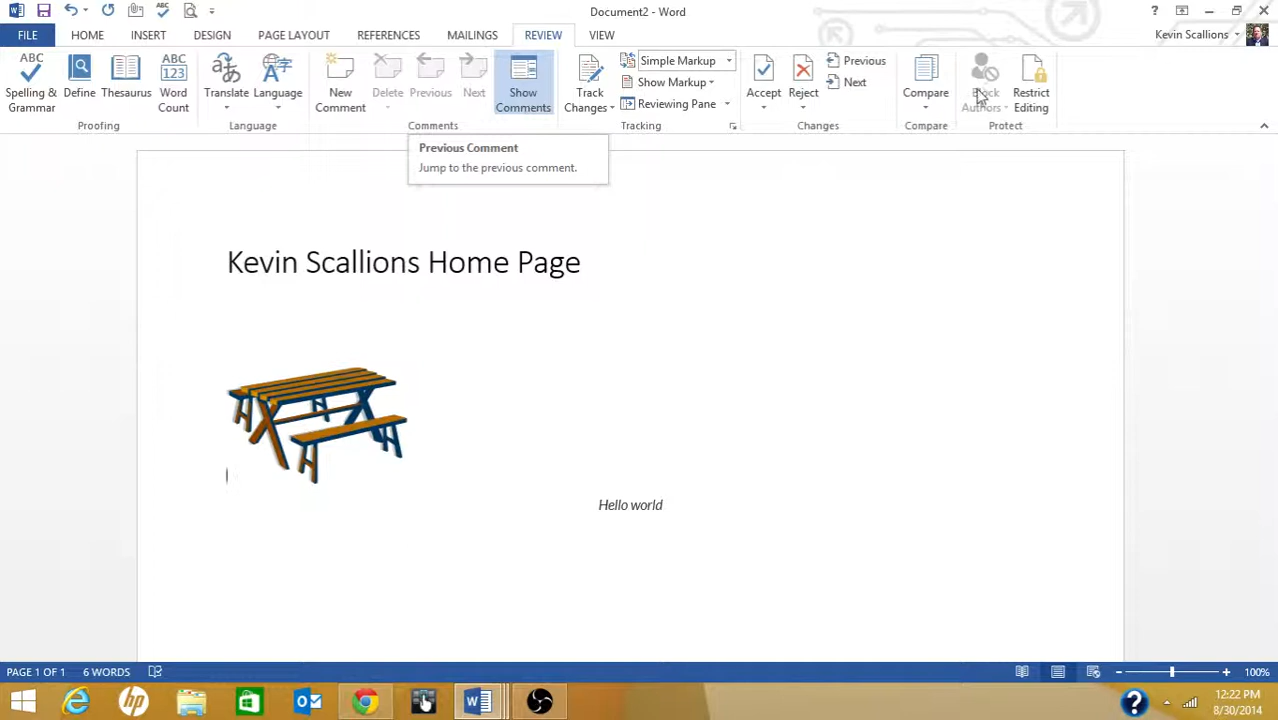 Document2 - Word
?
FILE HOME INSERT DESIGN PAGE LAYOUT REFERENCES MAILINGS REVIEW VIEW Kevin Scallions
ABC
Spelling & Grammar
Define
Thesaurus
ABC 123
Word Count
Proofing
Translate
Language
Language
New Comment
Delete
Previous
Next
Show Comments
Comments
Track Changes
Simple Markup
Show Markup
Reviewing Pane
Tracking
Accept
Reject
Previous
Next
Changes
Compare
Compare
Block Authors
Restrict Editing
Protect
Previous Comment
Jump to the previous comment.
Kevin Scallions Home Page
Hello world
PAGE 1 OF 1 6 WORDS 100%
12:22 PM
8/30/2014